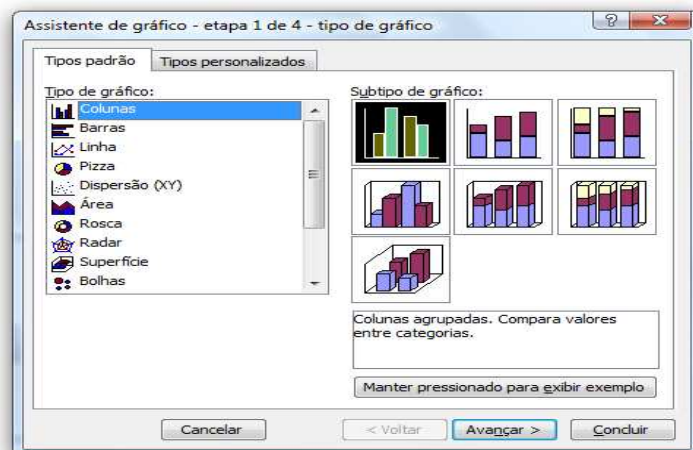 Assistente de gráfico - etapa 1 de 4 - tipo de gráfico
Tipos padrão
Tipos personalizados
Tipo de gráfico:
Colunas
Barras
Linha
Pizza
Dispersão (XY)
Área
Rosca
Radar
Superfície
Bolhas
Subtipo de gráfico:
Colunas agrupadas. Compara valores
entre categorias.
Manter pressionado para exibir exemplo
Cancelar
< Voltar
Avançar >
Concluir